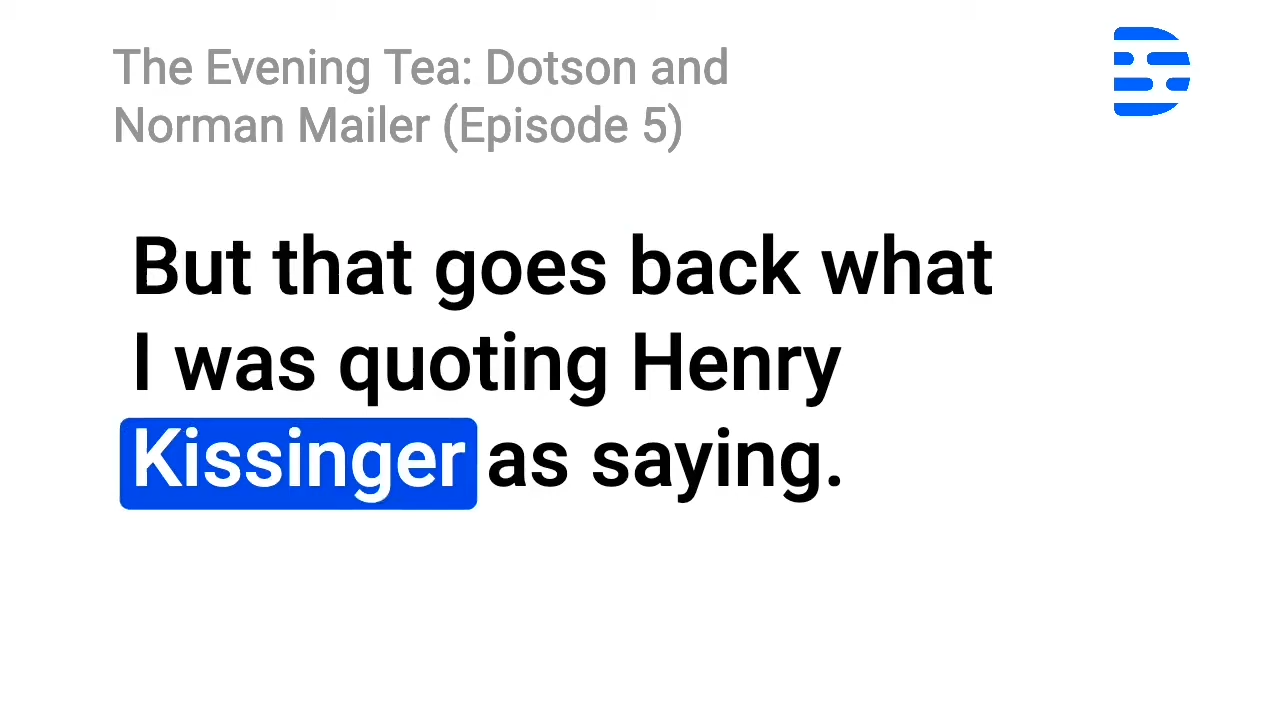 The Evening Tea: Dotson and
Norman Mailer (Episode 5)
But that goes back what
I was quoting Henry
Kissinger as saying.